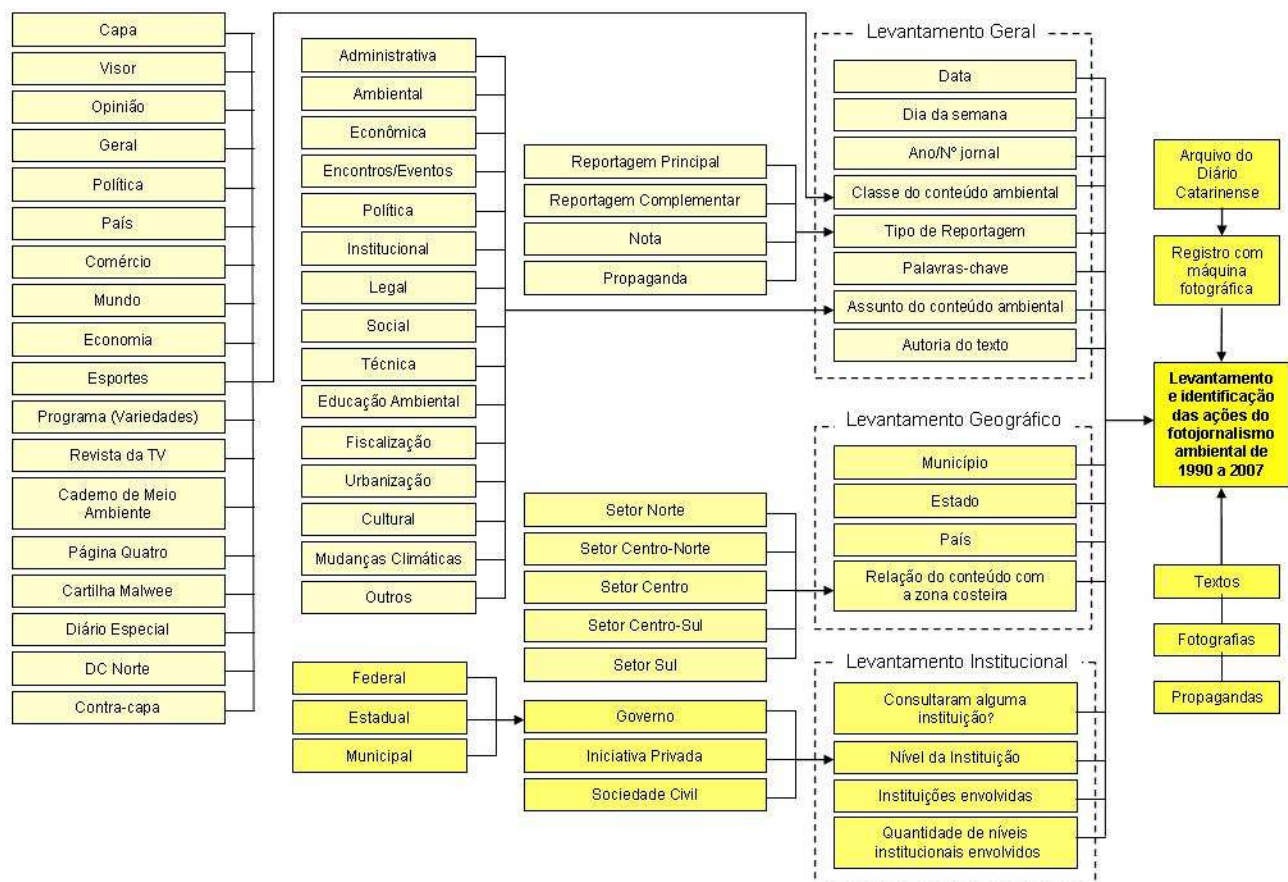 Capa
Visor
Opinião
Geral
Política
País
Comércio
Mundo
Economia
Esportes
Programa (Variedades)
Revista da TV
Caderno de Meio
Ambiente
Página Quatro
Cartilha Malwee
Diário Especial
DC Norte
Contra-capa
Administrativa
Ambiental
Econômica
Encontros/Eventos
Política
Institucional
Legal
Social
Técnica
Educação Ambiental
Fiscalização
Urbanização
Cultural
Mudanças Climáticas
Outros
Federal
Estadual
Municipal
Reportagem Principal
Reportagem Complementar
Nota
Propaganda
Setor Norte
Setor Centro-Norte
Setor Centro
Setor Centro-Sul
Setor Sul
Governo
Iniciativa Privada
Sociedade Civil
Levantamento Geral
Data
Dia da semana
Ano/Nº jornal
Classe do conteúdo ambiental
Tipo de Reportagem
Palavras-chave
Assunto do conteúdo ambiental
Autoria do texto
Levantamento Geográfico
Município
Estado
País
Relação do conteúdo com
a zona costeira
Levantamento Institucional
Consultaram alguma
instituição?
Nível da Instituição
Instituições envolvidas
Quantidade de níveis
institucionais envolvidos
Arquivo do
Diário
Catarinense
Registro com
máquina
fotográfica
Levantamento
e identificação
das ações do
fotojornalismo
ambiental de
1990 a 2007
Textos
Fotografias
Propagandas